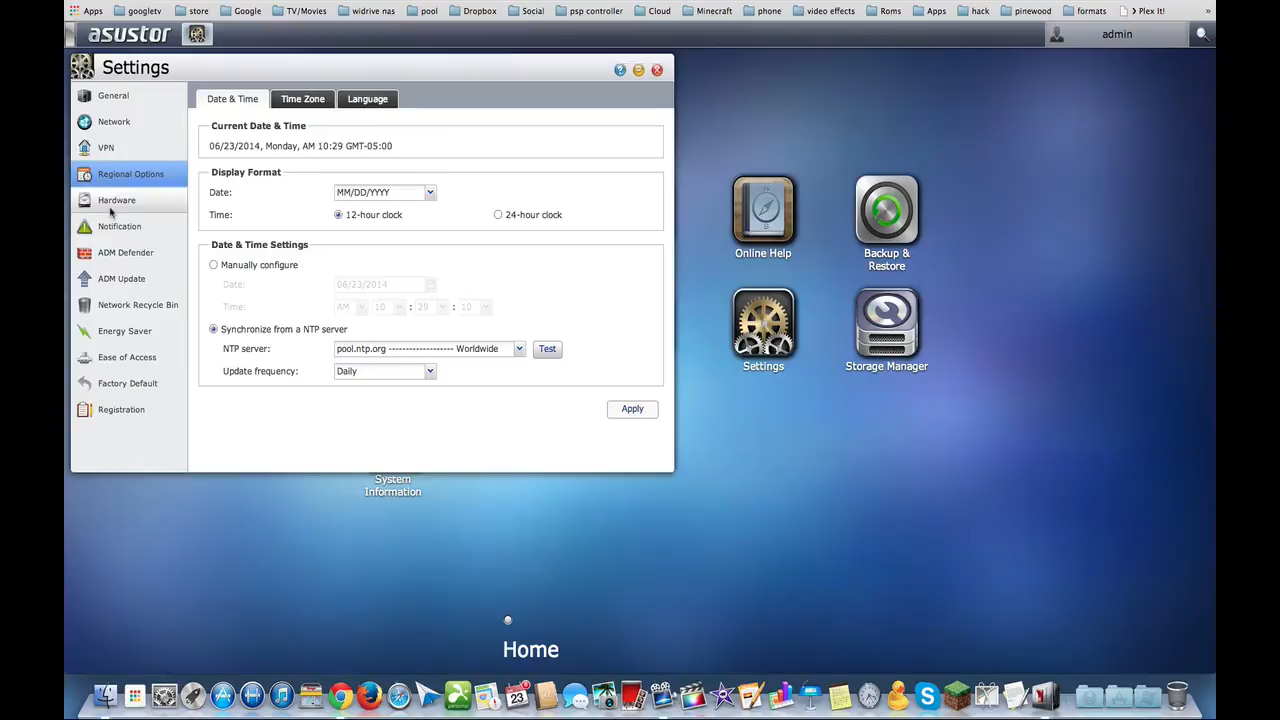 Apps googletv store Google TV/Movies widrive nas pool Dropbox Social psp controller Cloud Minecraft phone video effects Roms Apps hack pinewood formats > Plex It! »
asustor admin
Settings
General
Network
VPN
Regional Options
Hardware
Notification
ADM Defender
ADM Update
Network Recycle Bin
Energy Saver
Ease of Access
Factory Default
Registration
Date & Time Time Zone Language
Current Date & Time
06/23/2014, Monday, AM 10:29 GMT-05:00
Display Format
Date: MM/DD/YYYY
Time: 12-hour clock 24-hour clock
Date & Time Settings
Manually configure
Date: 06/23/2014
Time: AM 10 : 29 : 10
Synchronize from a NTP server
NTP server: pool.ntp.org ------------------- Worldwide Test
Update frequency: Daily
Apply
Online Help
Backup &
Restore
Settings
Storage Manager
System
Information
Home
23